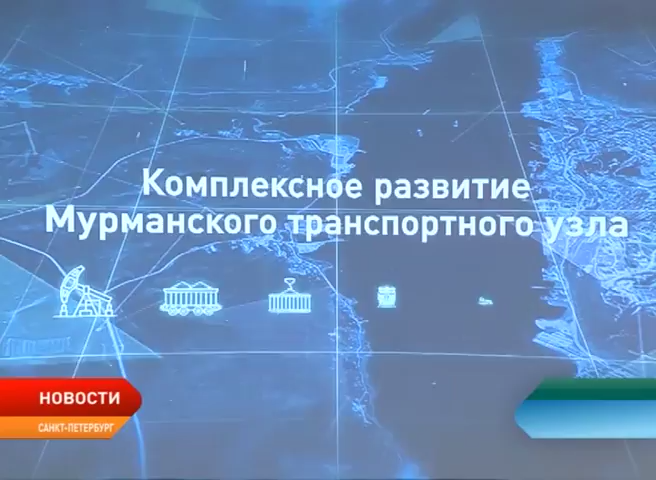 Комплексное развитие
Мурманского транспортного узла
НОВОСТИ
САНКТ-ПЕТЕРБУРГ